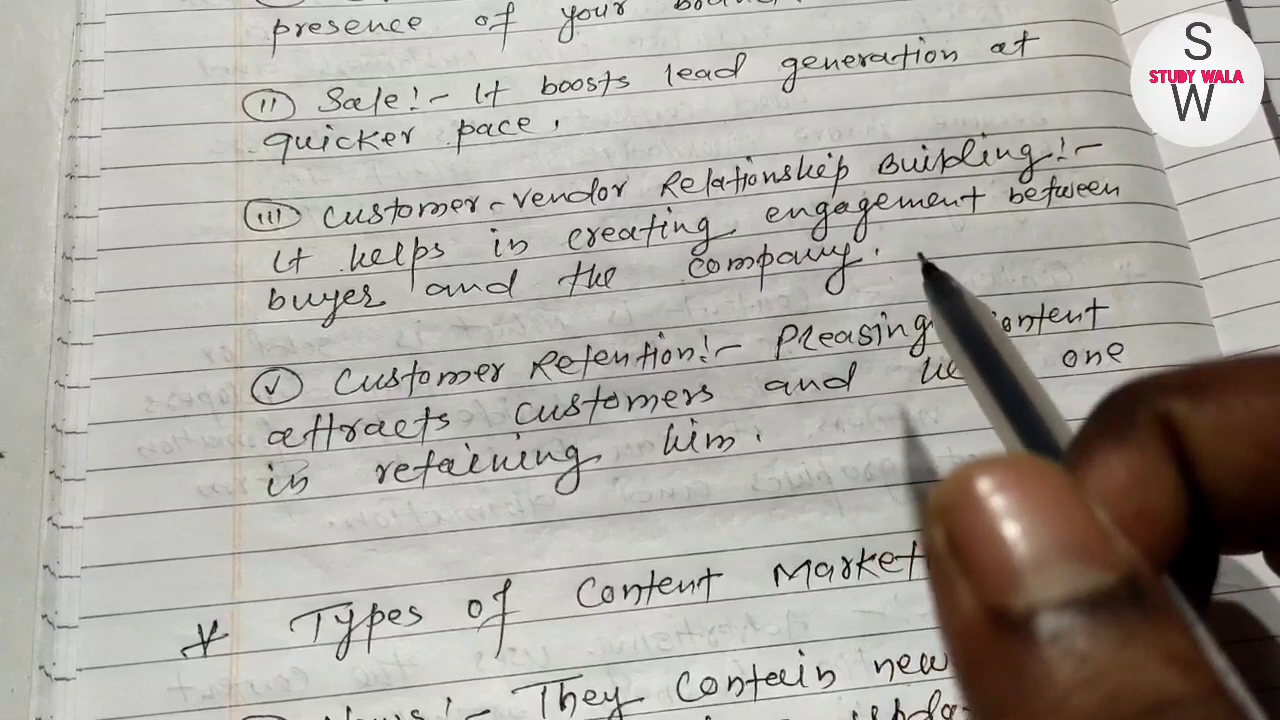 presence of your
(II) Sale:- It boosts lead generation at
quicker pace.
(III) Customer-vendor Relationship Building:-
It helps in creating engagement between
buyer and the company.
(V) Customer Retention:- Pleasing content
attracts customers and one
in retaining him.
* Types of Content Market
They contain new
S
STUDY WALA
W